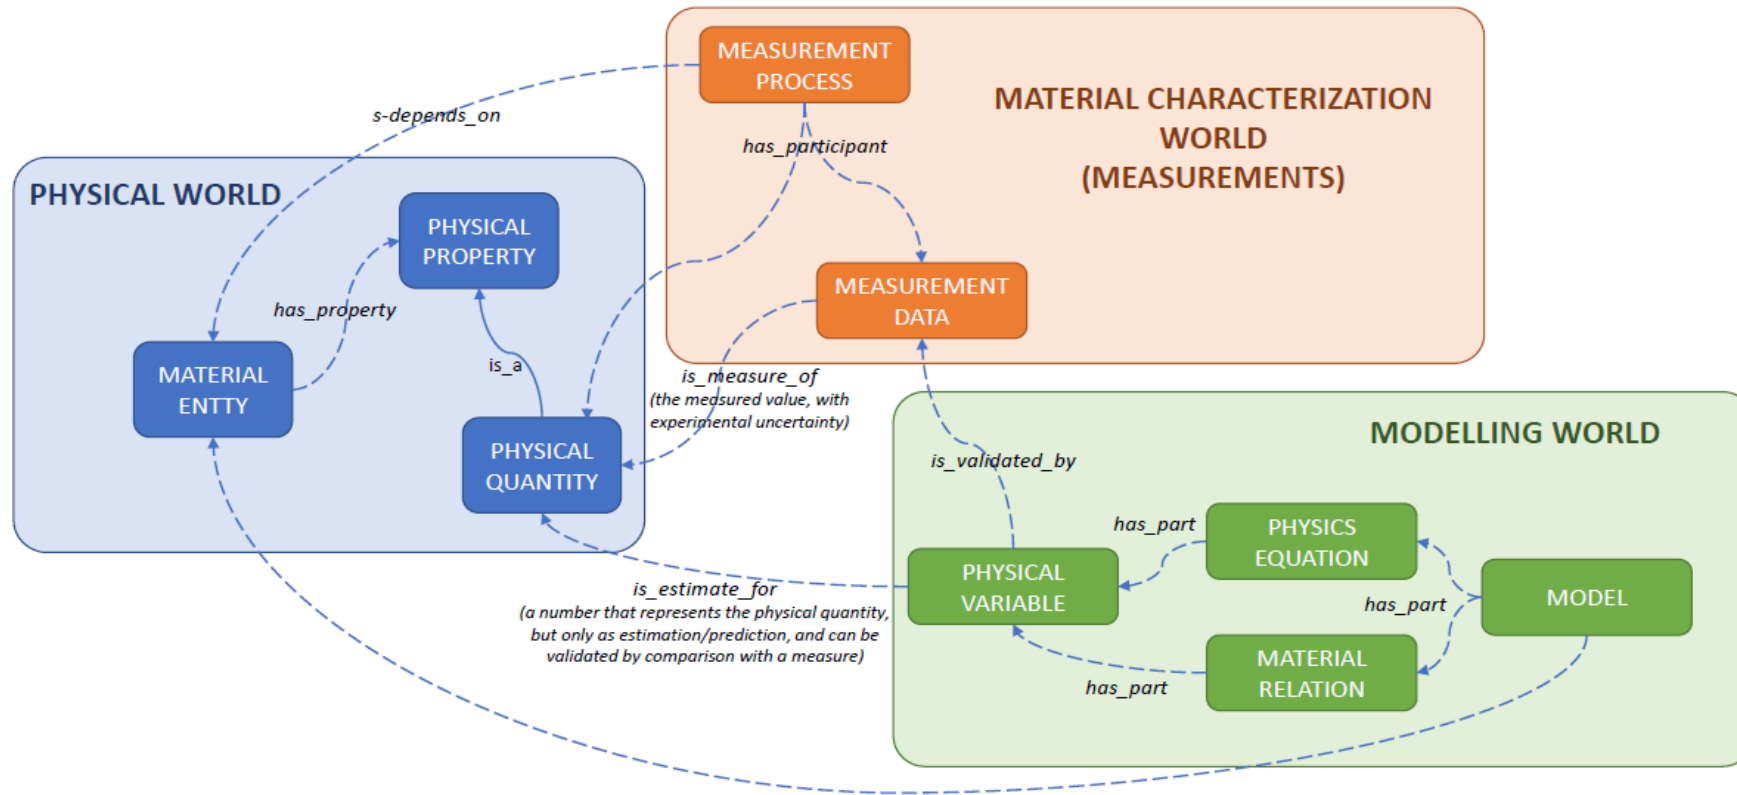 MEASUREMENT
PROCESS
MATERIAL CHARACTERIZATION
WORLD
(MEASUREMENTS)
s-depends_on
has_participant
PHYSICAL WORLD
PHYSICAL
PROPERTY
has_property
MEASUREMENT
DATA
is_a
MATERIAL
ENTTY
is_measure_of
(the measured value, with
experimental uncertainty)
PHYSICAL
QUANTITY
MODELLING WORLD
is_validated_by
has_part
PHYSICS
EQUATION
PHYSICAL
VARIABLE
is_estimate_for
(a number that represents the physical quantity,
but only as estimation/prediction, and can be
validated by comparison with a measure)
has_part
MODEL
MATERIAL
RELATION
has_part